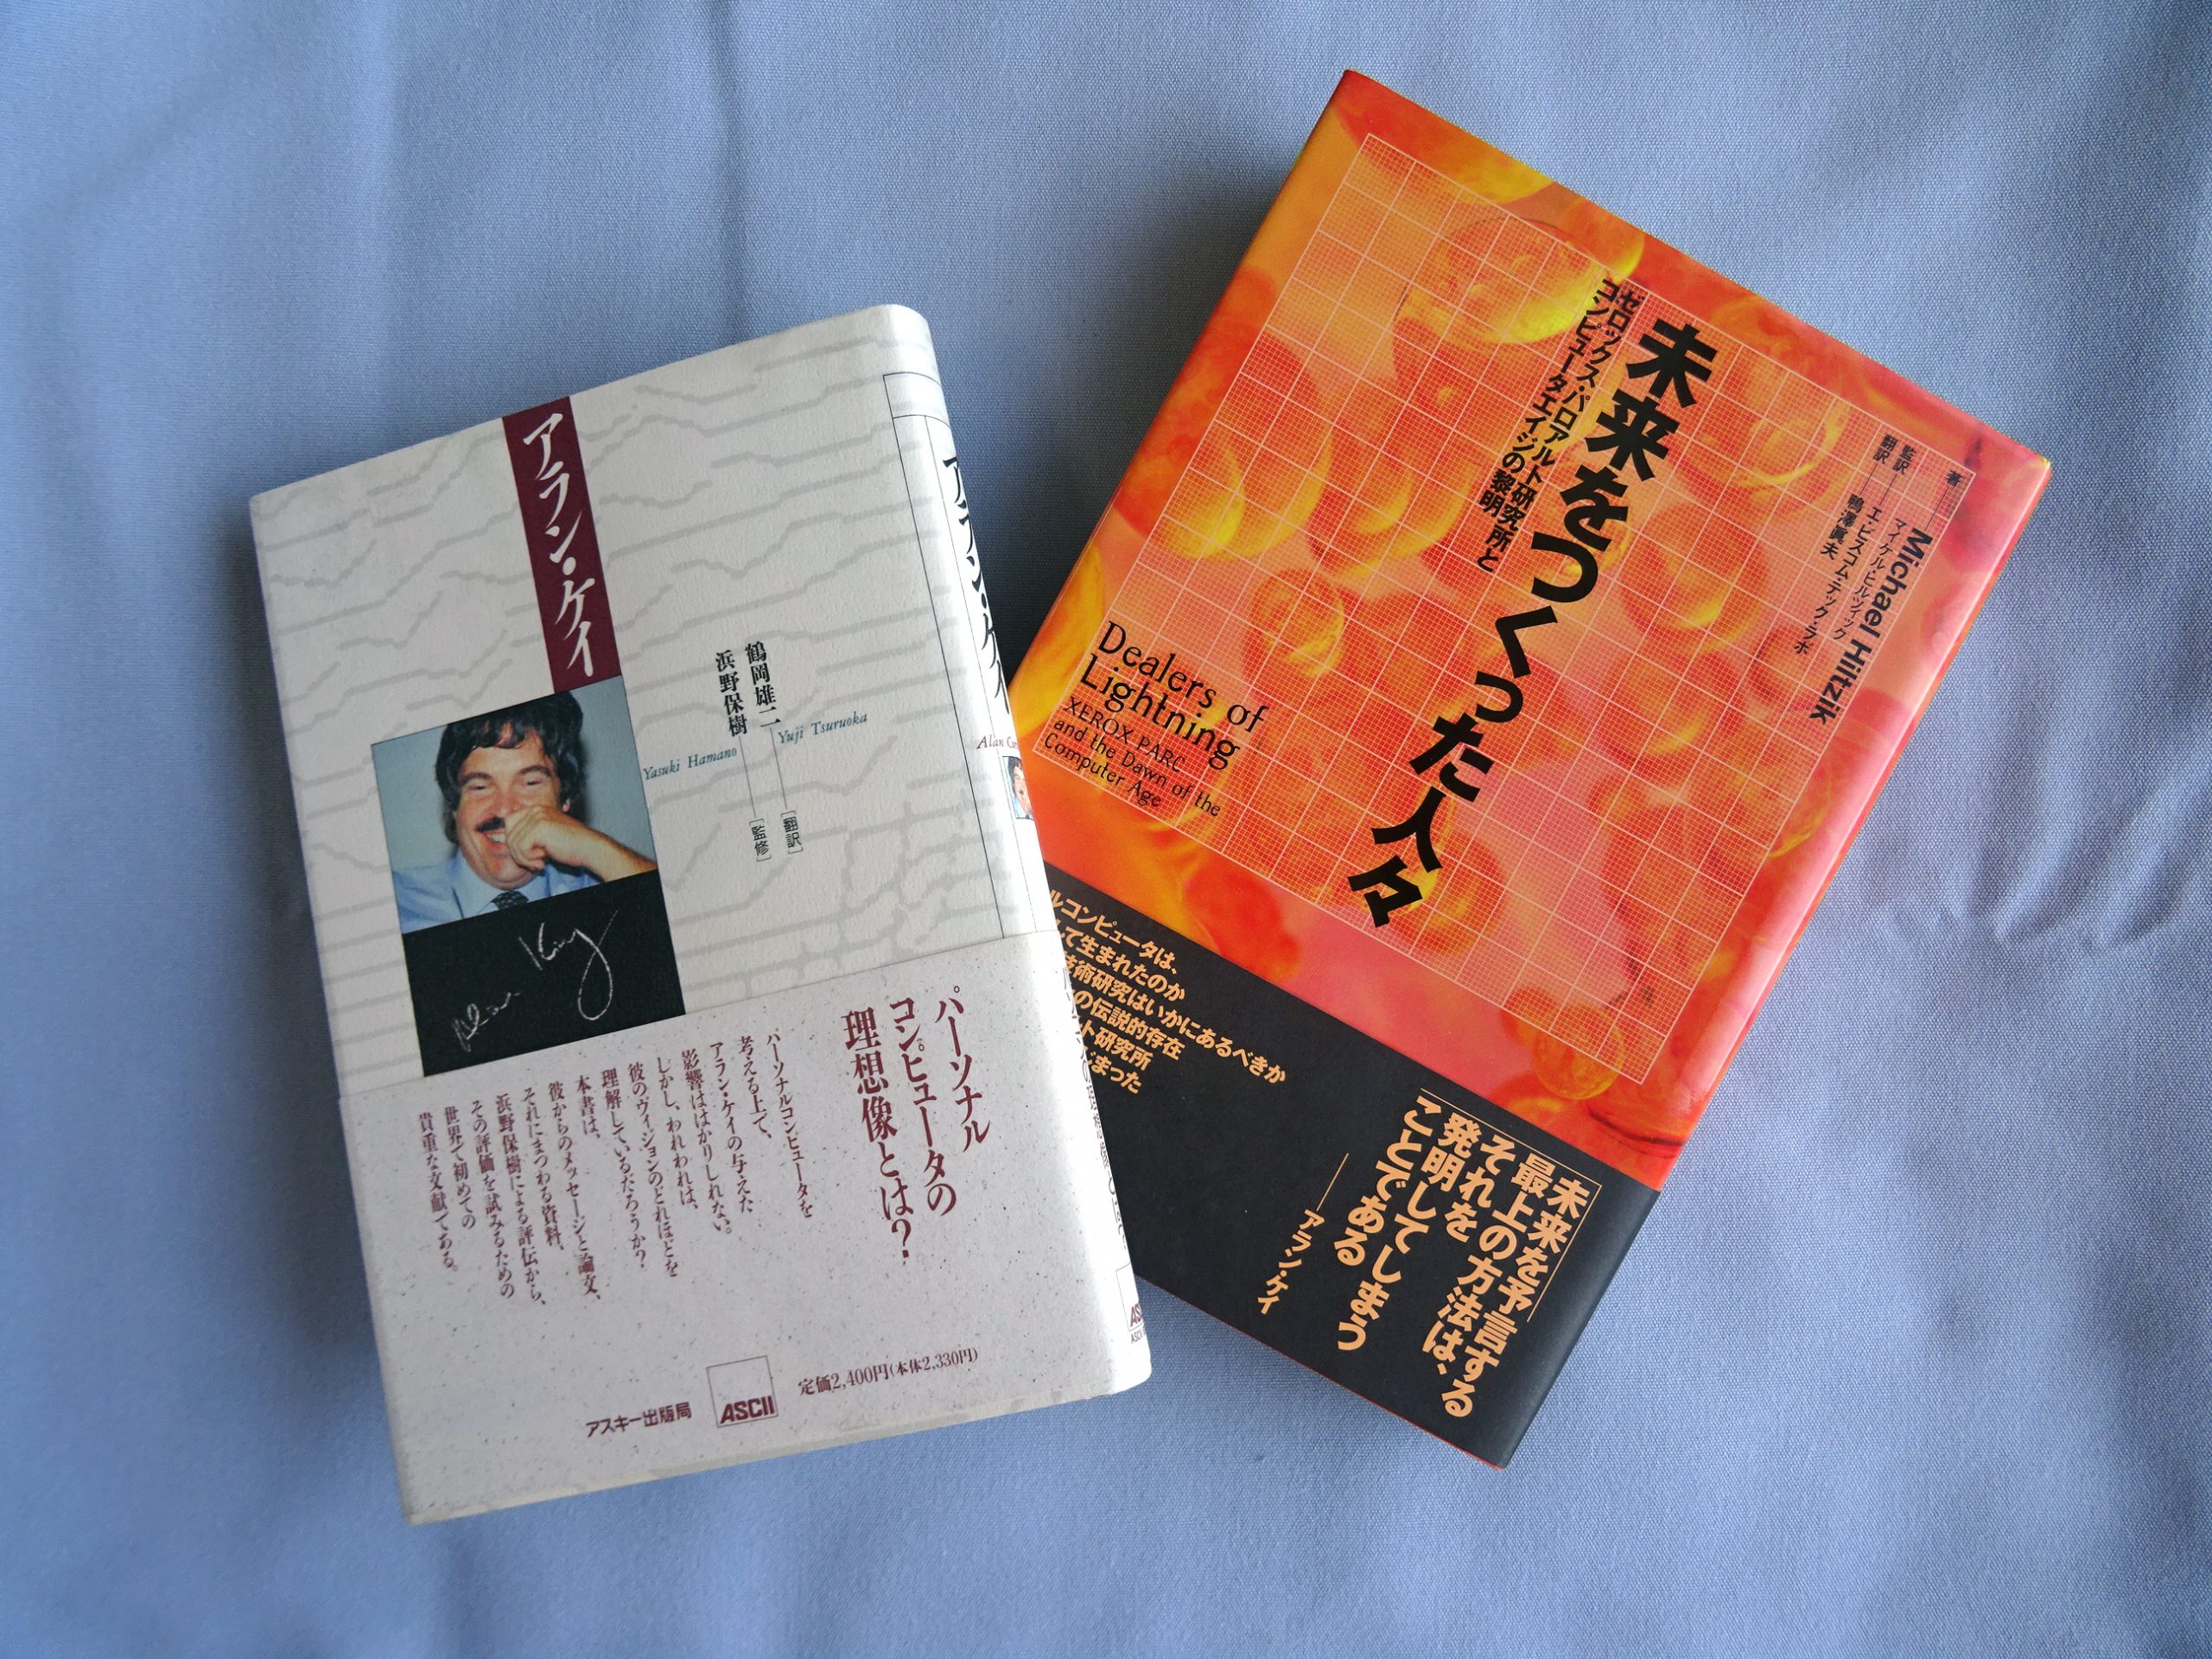 アラン・ケイ
鶴岡雄二
Yuji Tsuruoka
[翻訳]
浜野保樹
Yasuki Hamano
[監修]
Alan Kay
パーソナル
コンピュータの
理想像とは?
パーソナルコンピュータを
考える上で、
アラン・ケイの与えた
影響ははかりしれない。
しかし、われわれは、
彼のヴィジョンのどれほどを
理解しているだろうか?
本書は、
彼からのメッセージと論文、
それにまつわる資料、
浜野保樹による評伝から、
その評価を試みるための
世界で初めての
貴重な文献である。
アスキー出版局
ASCII
定価2,400円(本体2,330円)
アラン・ケイ
著 Michael Hiltzik
マイケル・ヒルツィック
監訳 エ・ビスコム・テック・ラボ
翻訳 鴨澤眞夫
未来をつくった人々
ゼロックス・パロアルト研究所と
コンピュータエイジの黎明
Dealers of
Lightning
XEROX PARC
and the Dawn of the
Computer Age
ルコンピュータは、
て生まれたのか
技術研究はいかにあるべきか
の伝説的存在
ト研究所
まった
未来を予言する
最上の方法は、
それを
発明してしまう
ことである
──アラン・ケイ